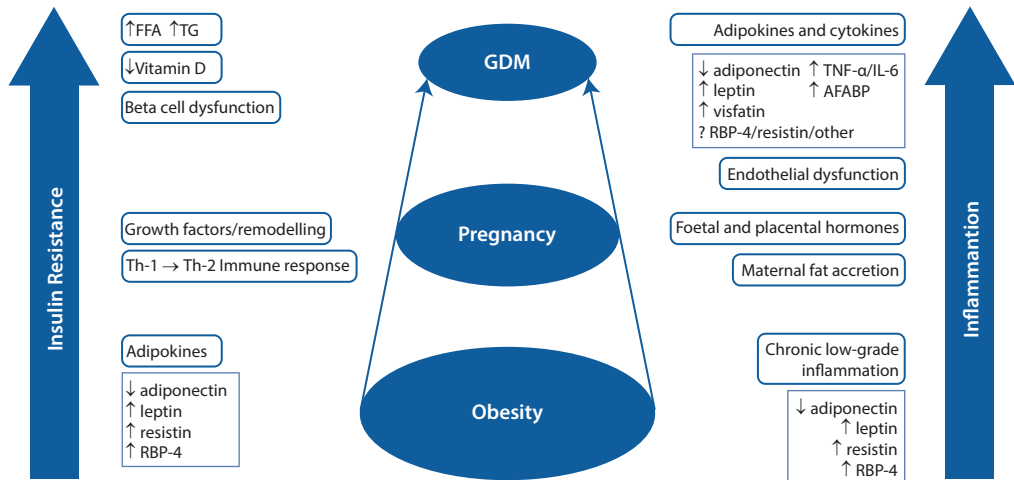 ↑FFA ↑TG
↓Vitamin D
Beta cell dysfunction
GDM
Adipokines and cytokines
↓ adiponectin ↑ TNF-α/IL-6
↑ leptin ↑ AFABP
↑ visfatin
? RBP-4/resistin/other
Endothelial dysfunction
Insulin Resistance
Inflammantion
Growth factors/remodelling
Th-1 → Th-2 Immune response
Pregnancy
Foetal and placental hormones
Maternal fat accretion
Adipokines
↓ adiponectin
↑ leptin
↑ resistin
↑ RBP-4
Obesity
Chronic low-grade
inflammation
↓ adiponectin
↑ leptin
↑ resistin
↑ RBP-4